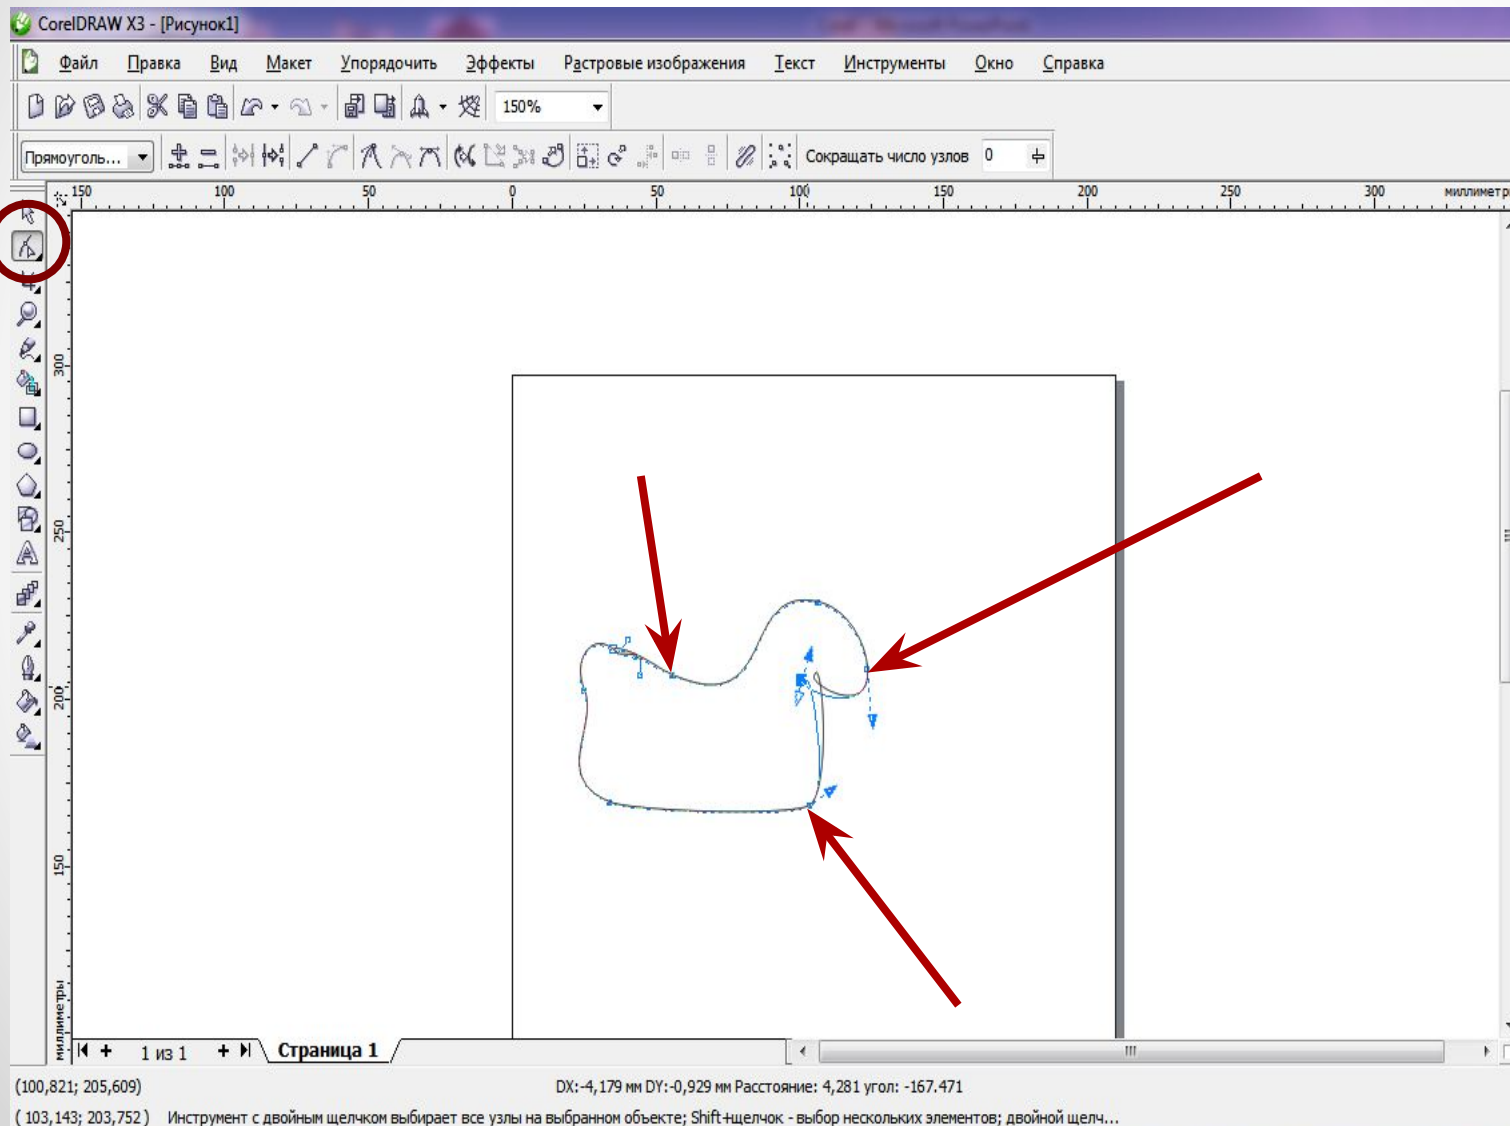 CorelDRAW X3 - [Рисунок1]
Файл Правка Вид Макет Упорядочить Эффекты Растровые изображения Текст Инструменты Окно Справка
150%
Прямоуголь... Сокращать число узлов 0
150 100 50 0 50 100 150 200 250 300 миллиметры
300
250
200
150
миллиметры
1 из 1 Страница 1
(100,821; 205,609) DX:-4,179 мм DY:-0,929 мм Расстояние: 4,281 угол: -167.471
( 103,143; 203,752 ) Инструмент с двойным щелчком выбирает все узлы на выбранном объекте; Shift+щелчок - выбор нескольких элементов; двойной щелч...